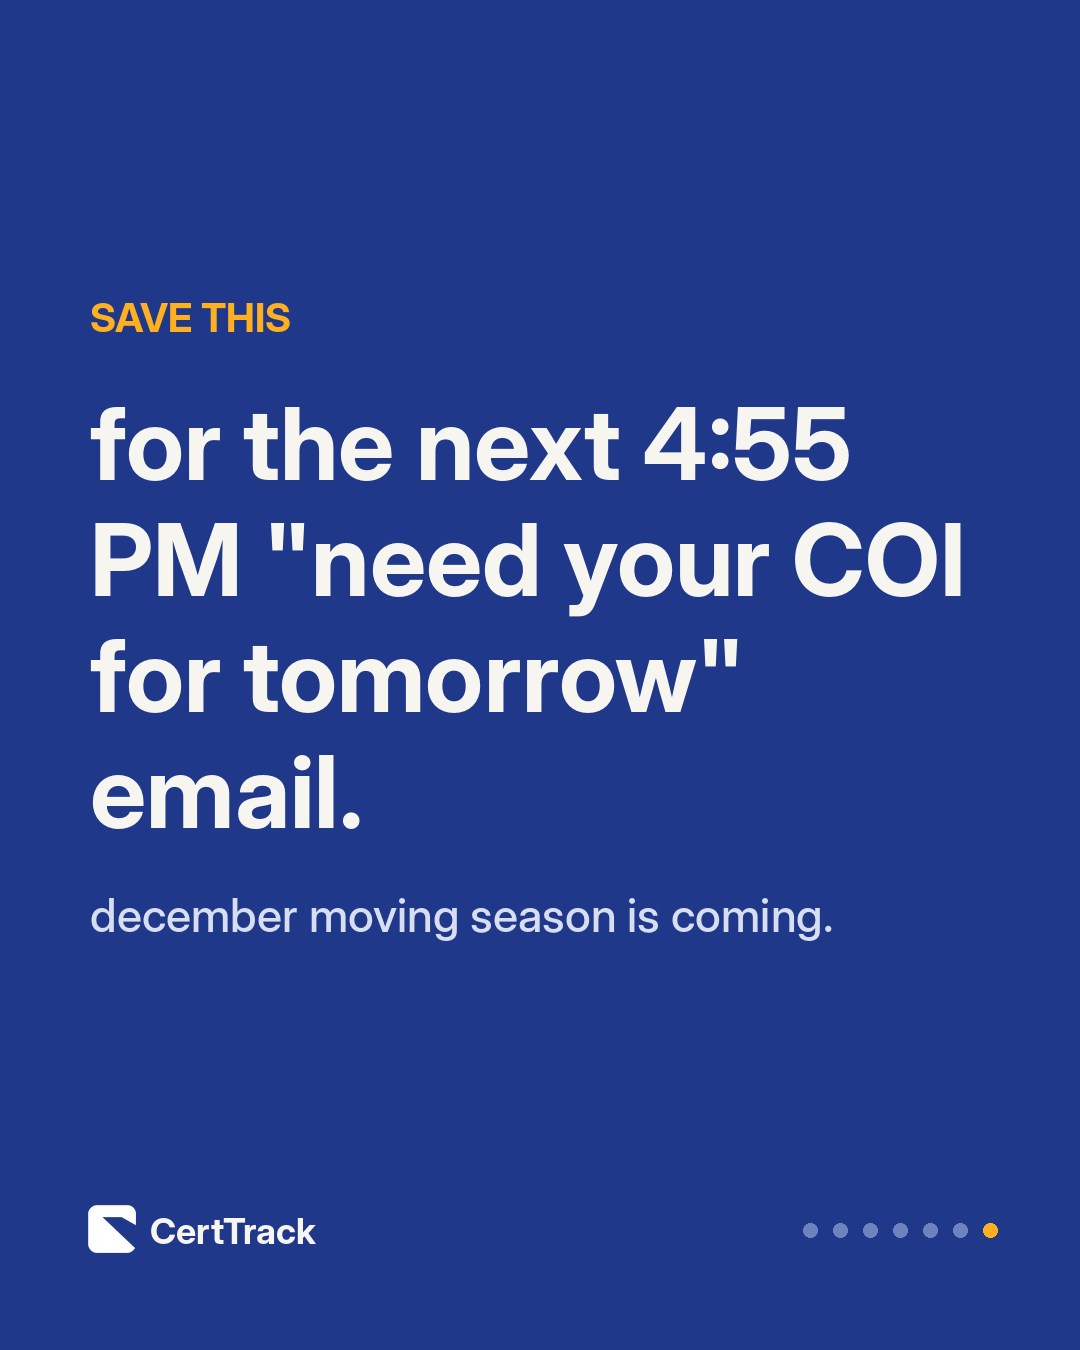 SAVE THIS
for the next 4:55
PM "need your COI
for tomorrow"
email.
december moving season is coming.
CertTrack